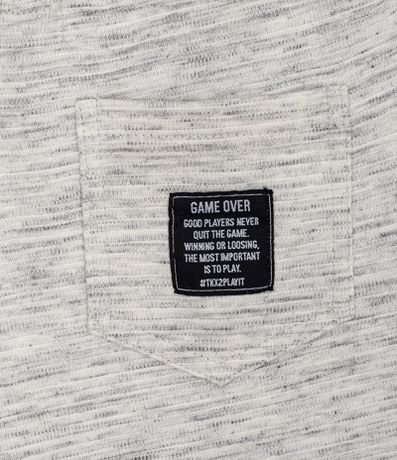 GAME OVER
GOOD PLAYERS NEVER
QUIT THE GAME.
WINNING OR LOOSING,
THE MOST IMPORTANT
IS TO PLAY.
#TKX2PLAYIT